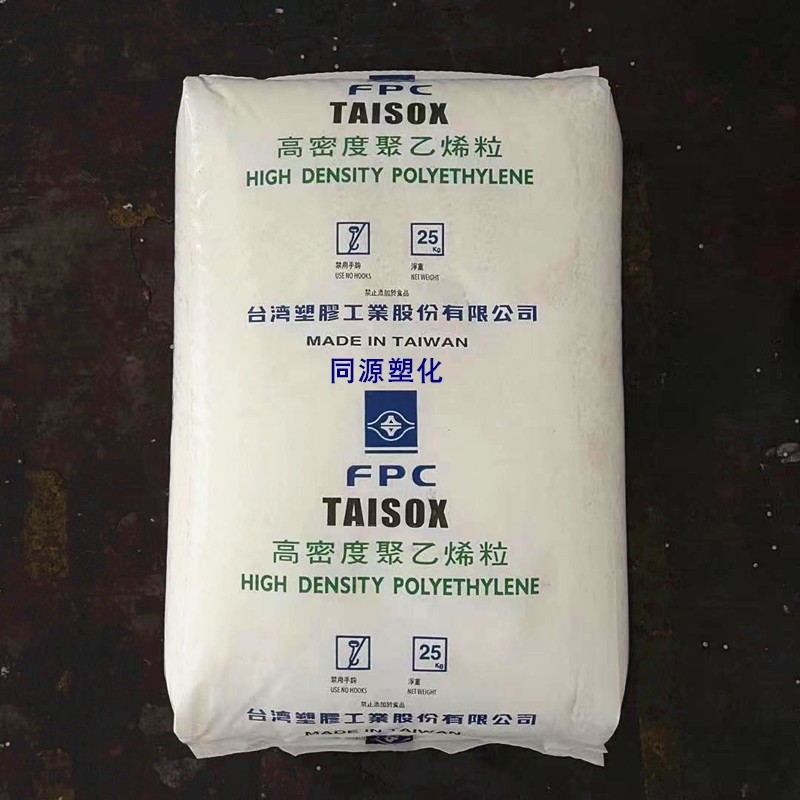 FPC
TAISOX
高密度聚乙烯粒
HIGH DENSITY POLYETHYLENE
25
Kg
禁用手鈎
USE NO HOOKS
淨重
NET WEIGHT
禁止添加於食品
台湾塑膠工業股份有限公司
MADE IN TAIWAN
同源塑化
FPC
TAISOX
高密度聚乙烯粒
HIGH DENSITY POLYETHYLENE
25
Kg
禁用手鈎
USE NO HOOKS
淨重
NET WEIGHT
禁止添加於食品
台湾塑膠工業股份有限公司
MADE IN TAIWAN